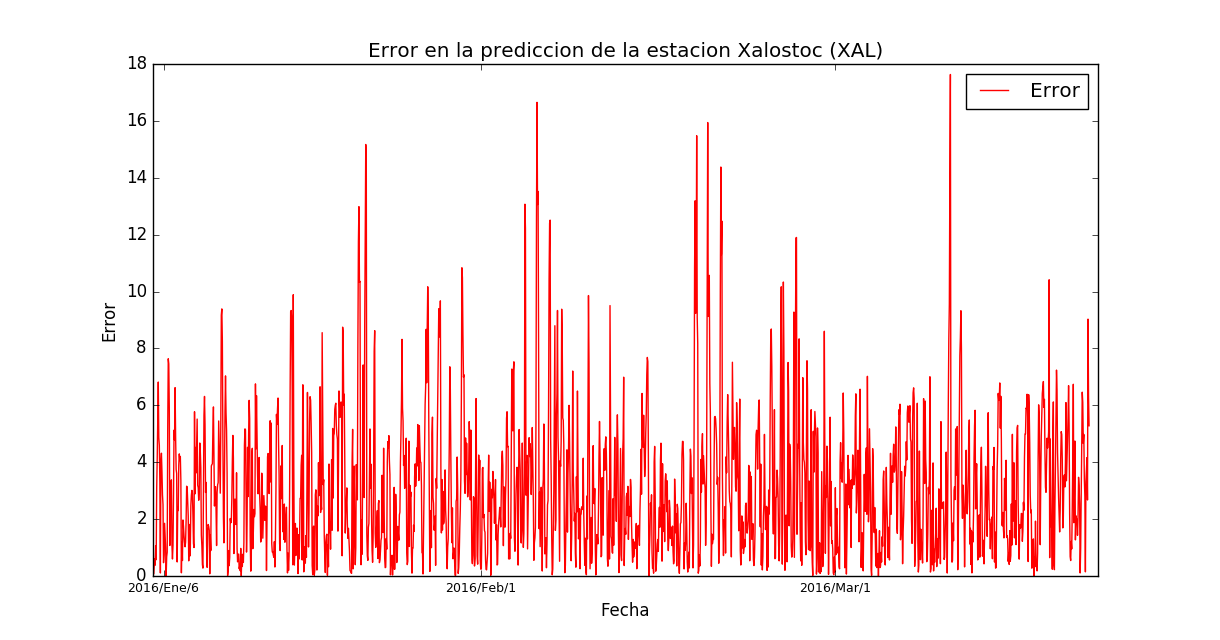 Error en la prediccion de la estacion Xalostoc (XAL)
18
16
14
12
10
8
6
4
2
0
Error
Error
2016/Ene/6
2016/Feb/1
2016/Mar/1
Fecha